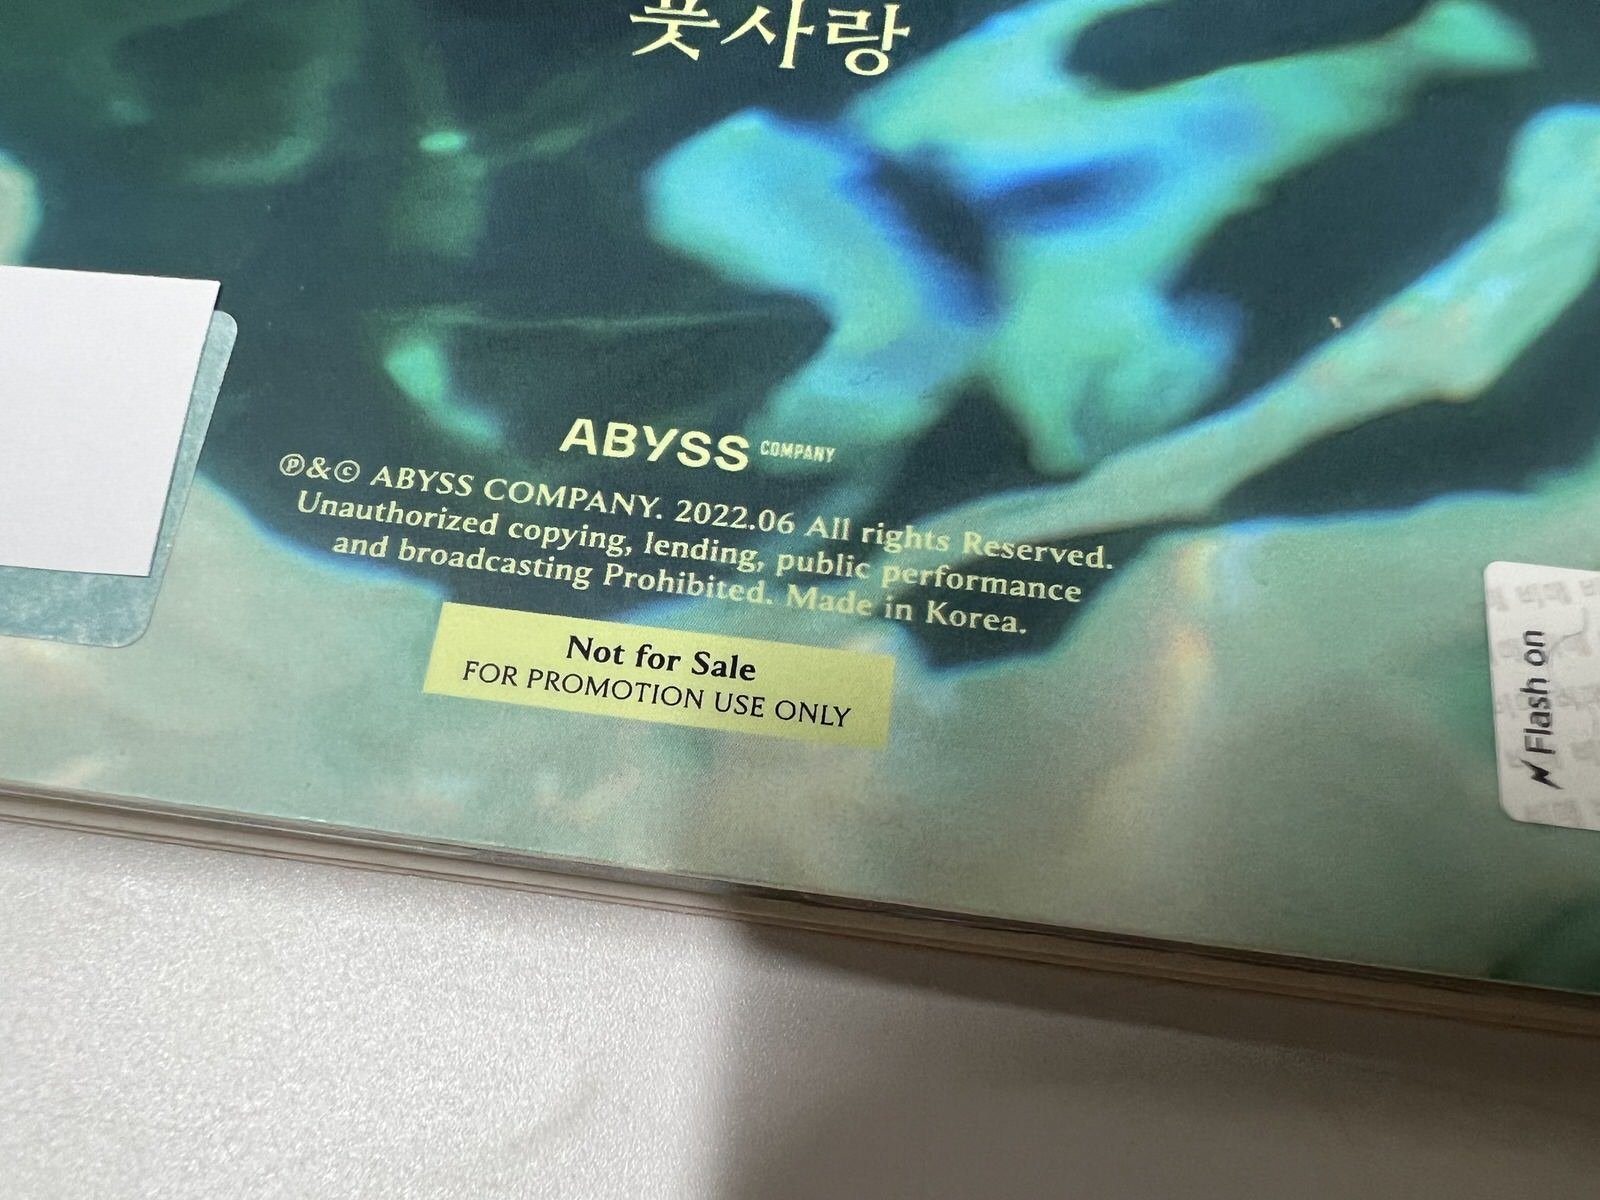 풋사랑
ABYSS COMPANY
℗&© ABYSS COMPANY. 2022.06 All rights Reserved.
Unauthorized copying, lending, public performance
and broadcasting Prohibited. Made in Korea.
Not for Sale
FOR PROMOTION USE ONLY
Flash on